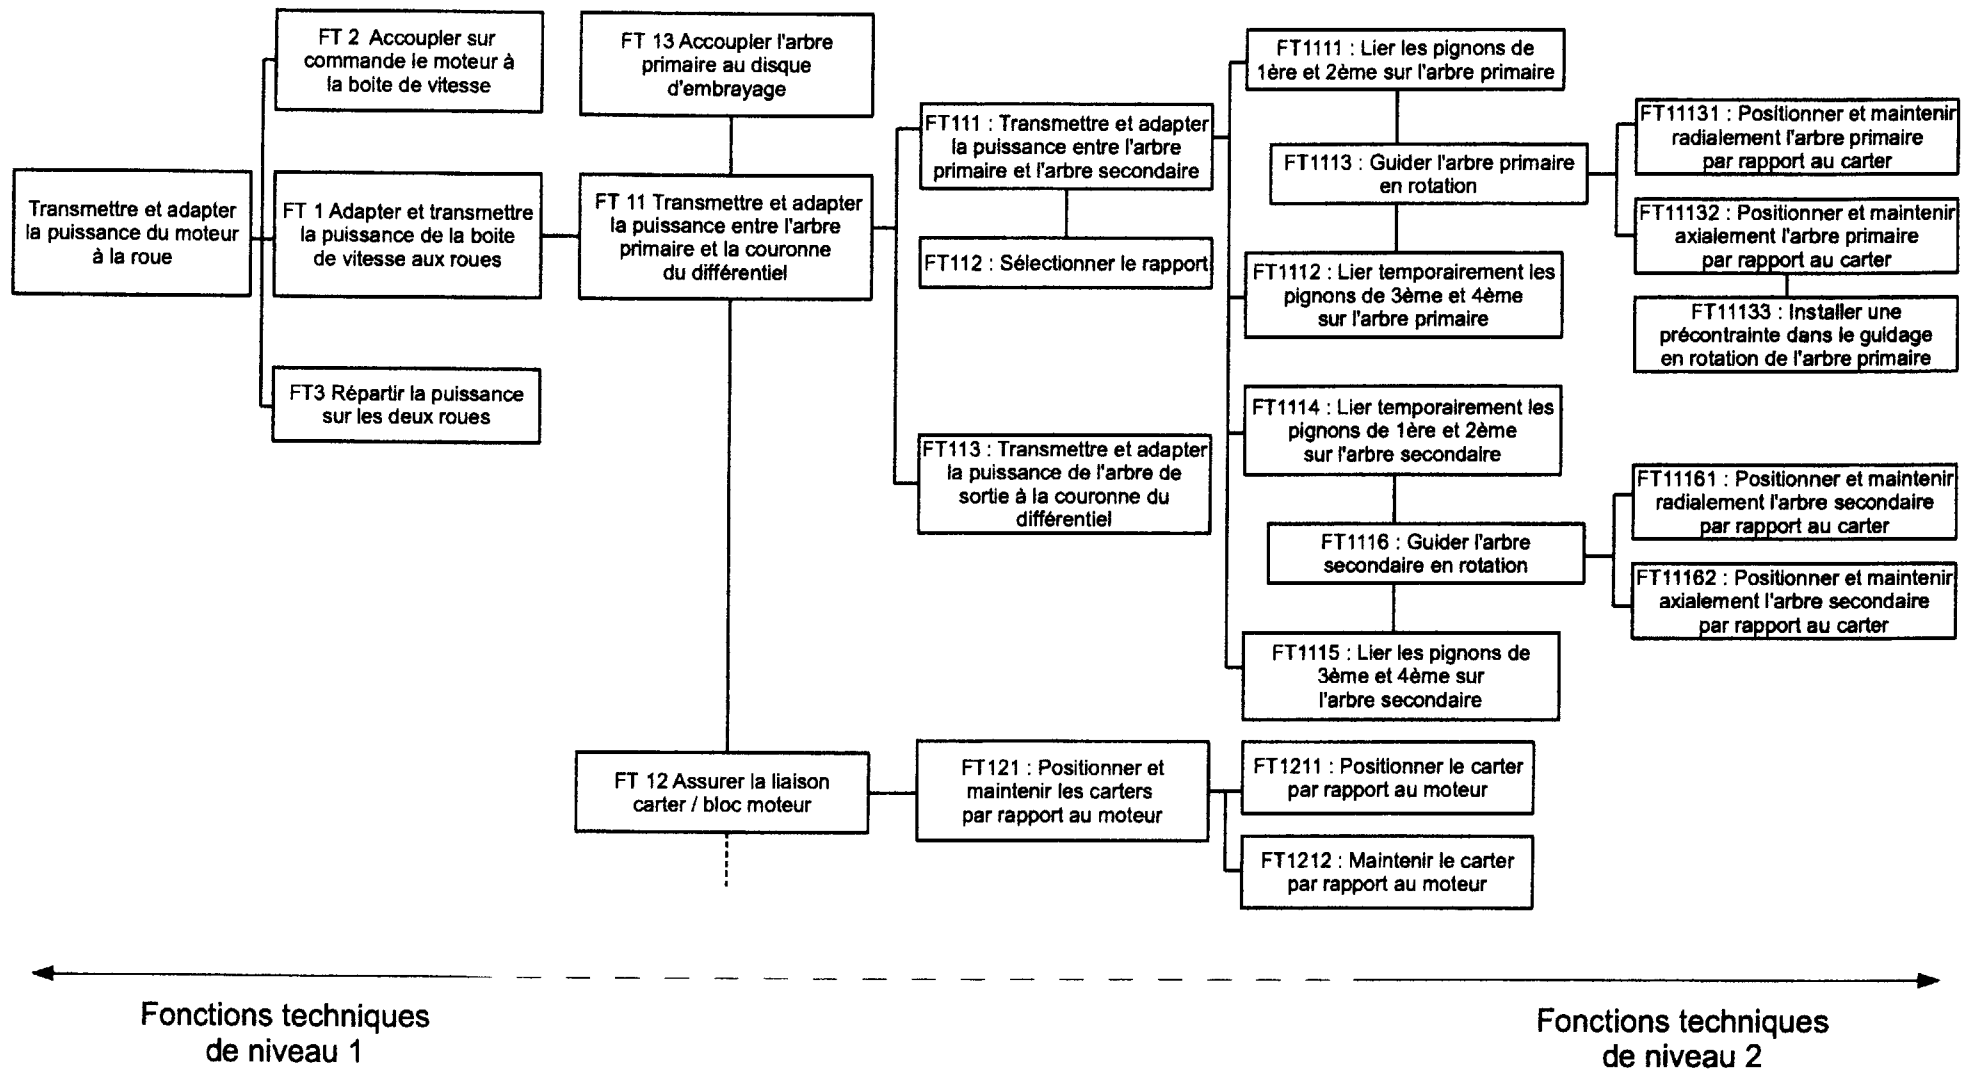 FT 2 Accoupler sur
commande le moteur à
la boite de vitesse
FT 13 Accoupler l'arbre
primaire au disque
d'embrayage
FT1111 : Lier les pignons de
1ère et 2ème sur l'arbre primaire
FT111 : Transmettre et adapter
la puissance entre l'arbre
primaire et l'arbre secondaire
FT11131 : Positionner et maintenir
radialement l'arbre primaire
par rapport au carter
FT1113 : Guider l'arbre primaire
en rotation
Transmettre et adapter
la puissance du moteur
à la roue
FT 1 Adapter et transmettre
la puissance de la boite
de vitesse aux roues
FT 11 Transmettre et adapter
la puissance entre l'arbre
primaire et la couronne
du différentiel
FT11132 : Positionner et maintenir
axialement l'arbre primaire
par rapport au carter
FT112 : Sélectionner le rapport
FT1112 : Lier temporairement les
pignons de 3ème et 4ème
sur l'arbre primaire
FT11133 : Installer une
précontrainte dans le guidage
en rotation de l'arbre primaire
FT3 Répartir la puissance
sur les deux roues
FT1114 : Lier temporairement les
pignons de 1ère et 2ème
sur l'arbre secondaire
FT113 : Transmettre et adapter
la puissance de l'arbre de
sortie à la couronne du
différentiel
FT11161 : Positionner et maintenir
radialement l'arbre secondaire
par rapport au carter
FT1116 : Guider l'arbre
secondaire en rotation
FT11162 : Positionner et maintenir
axialement l'arbre secondaire
par rapport au carter
FT1115 : Lier les pignons de
3ème et 4ème sur
l'arbre secondaire
FT 12 Assurer la liaison
carter / bloc moteur
FT121 : Positionner et
maintenir les carters
par rapport au moteur
FT1211 : Positionner le carter
par rapport au moteur
FT1212 : Maintenir le carter
par rapport au moteur
Fonctions techniques
de niveau 1
Fonctions techniques
de niveau 2